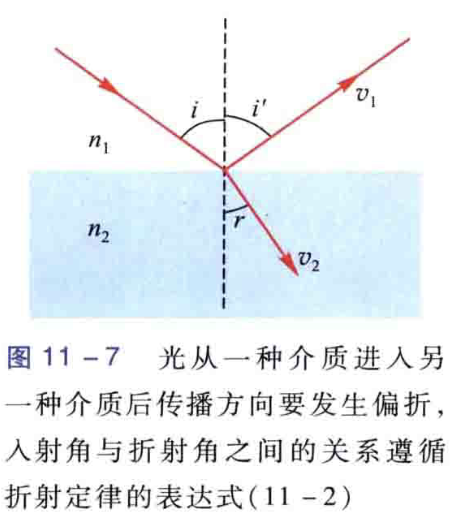 i i′
v₁
n₁
n₂
r
v₂
图 11－7 光从一种介质进入另
一种介质后传播方向要发生偏折，
入射角与折射角之间的关系遵循
折射定律的表达式(11－2)